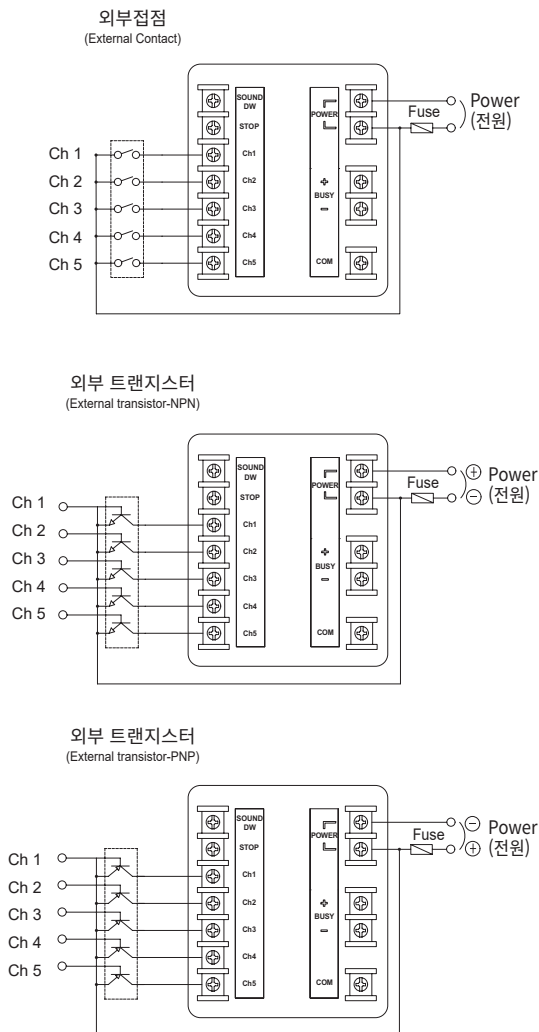 외부접점
(External Contact)
SOUND
DW
STOP
POWER
Fuse
Power
(전원)
Ch 1
Ch1
Ch 2
Ch2
+
BUSY
−
Ch 3
Ch3
Ch 4
Ch4
Ch 5
Ch5
COM
외부 트랜지스터
(External transistor-NPN)
SOUND
DW
STOP
POWER
Fuse
+
−
Power
(전원)
Ch 1
Ch1
Ch 2
Ch2
+
BUSY
−
Ch 3
Ch3
Ch 4
Ch4
Ch 5
Ch5
COM
외부 트랜지스터
(External transistor-PNP)
SOUND
DW
STOP
POWER
Fuse
−
+
Power
(전원)
Ch 1
Ch1
Ch 2
Ch2
+
BUSY
−
Ch 3
Ch3
Ch 4
Ch4
Ch 5
Ch5
COM